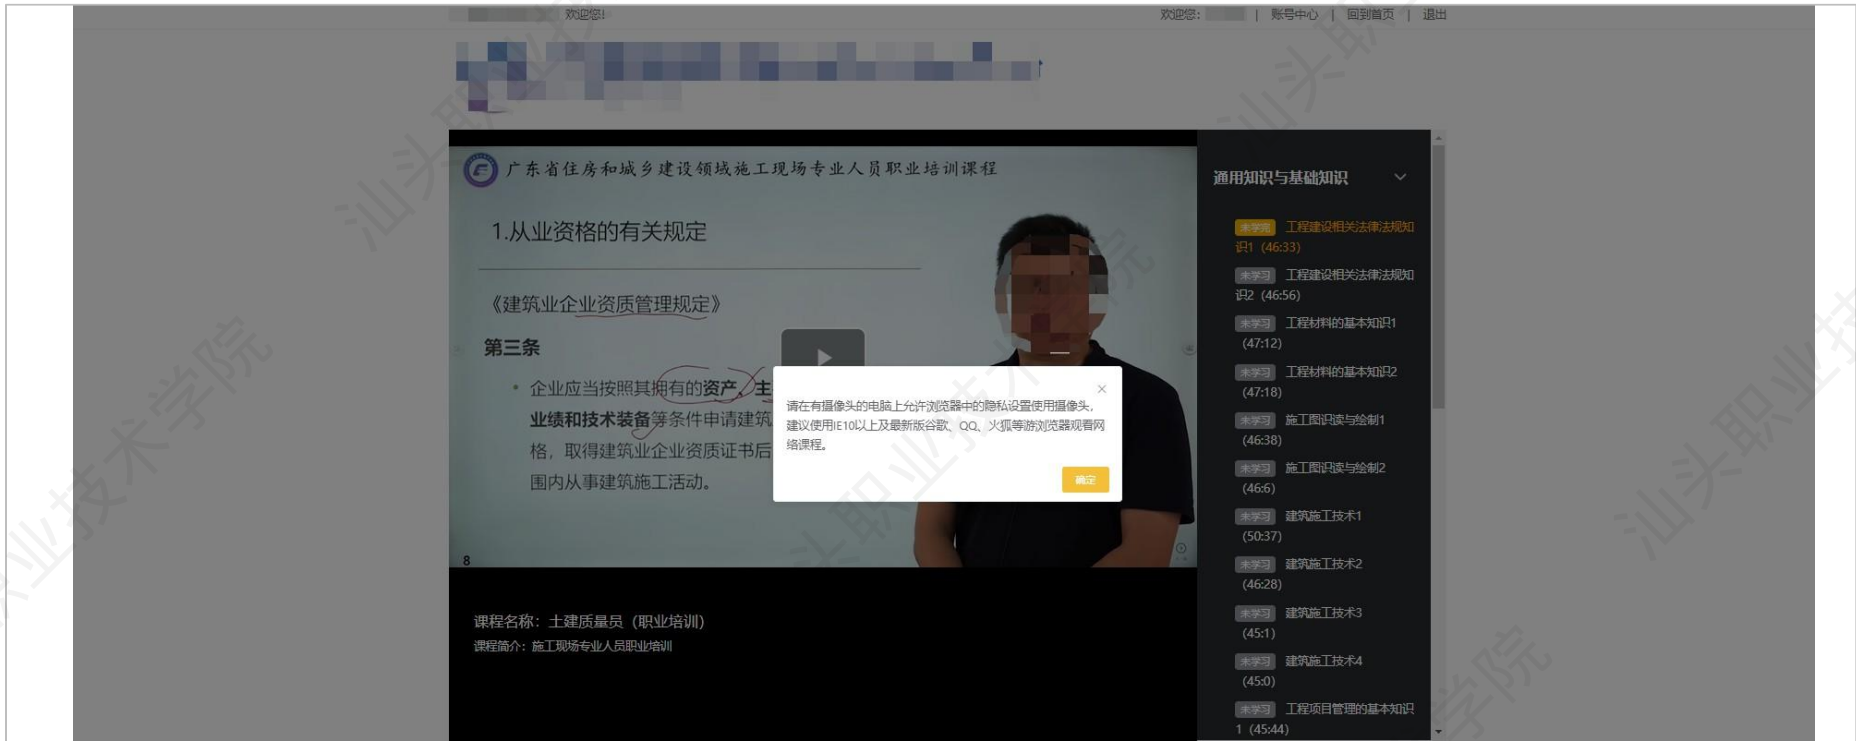 欢迎您!
欢迎您: | 账号中心 | 回到首页 | 退出
广东省住房和城乡建设领域施工现场专业人员职业培训课程
1.从业资格的有关规定
《建筑业企业资质管理规定》
第三条
• 企业应当按照其拥有的资产、主
业绩和技术装备等条件申请建筑
格，取得建筑业企业资质证书后
围内从事建筑施工活动。
8
请在有摄像头的电脑上允许浏览器中的隐私设置使用摄像头，
建议使用IE10以上及最新版谷歌、QQ、火狐等游浏览器观看网
络课程。
确定
课程名称：土建质量员（职业培训）
课程简介：施工现场专业人员职业培训
通用知识与基础知识
未学完 工程建设相关法律法规知
识1 (46:33)
未学习 工程建设相关法律法规知
识2 (46:56)
未学习 工程材料的基本知识1
(47:12)
未学习 工程材料的基本知识2
(47:18)
未学习 施工图识读与绘制1
(46:38)
未学习 施工图识读与绘制2
(46:6)
未学习 建筑施工技术1
(50:37)
未学习 建筑施工技术2
(46:28)
未学习 建筑施工技术3
(45:1)
未学习 建筑施工技术4
(45:0)
未学习 工程项目管理的基本知识
1 (45:44)
汕头职业技术学院